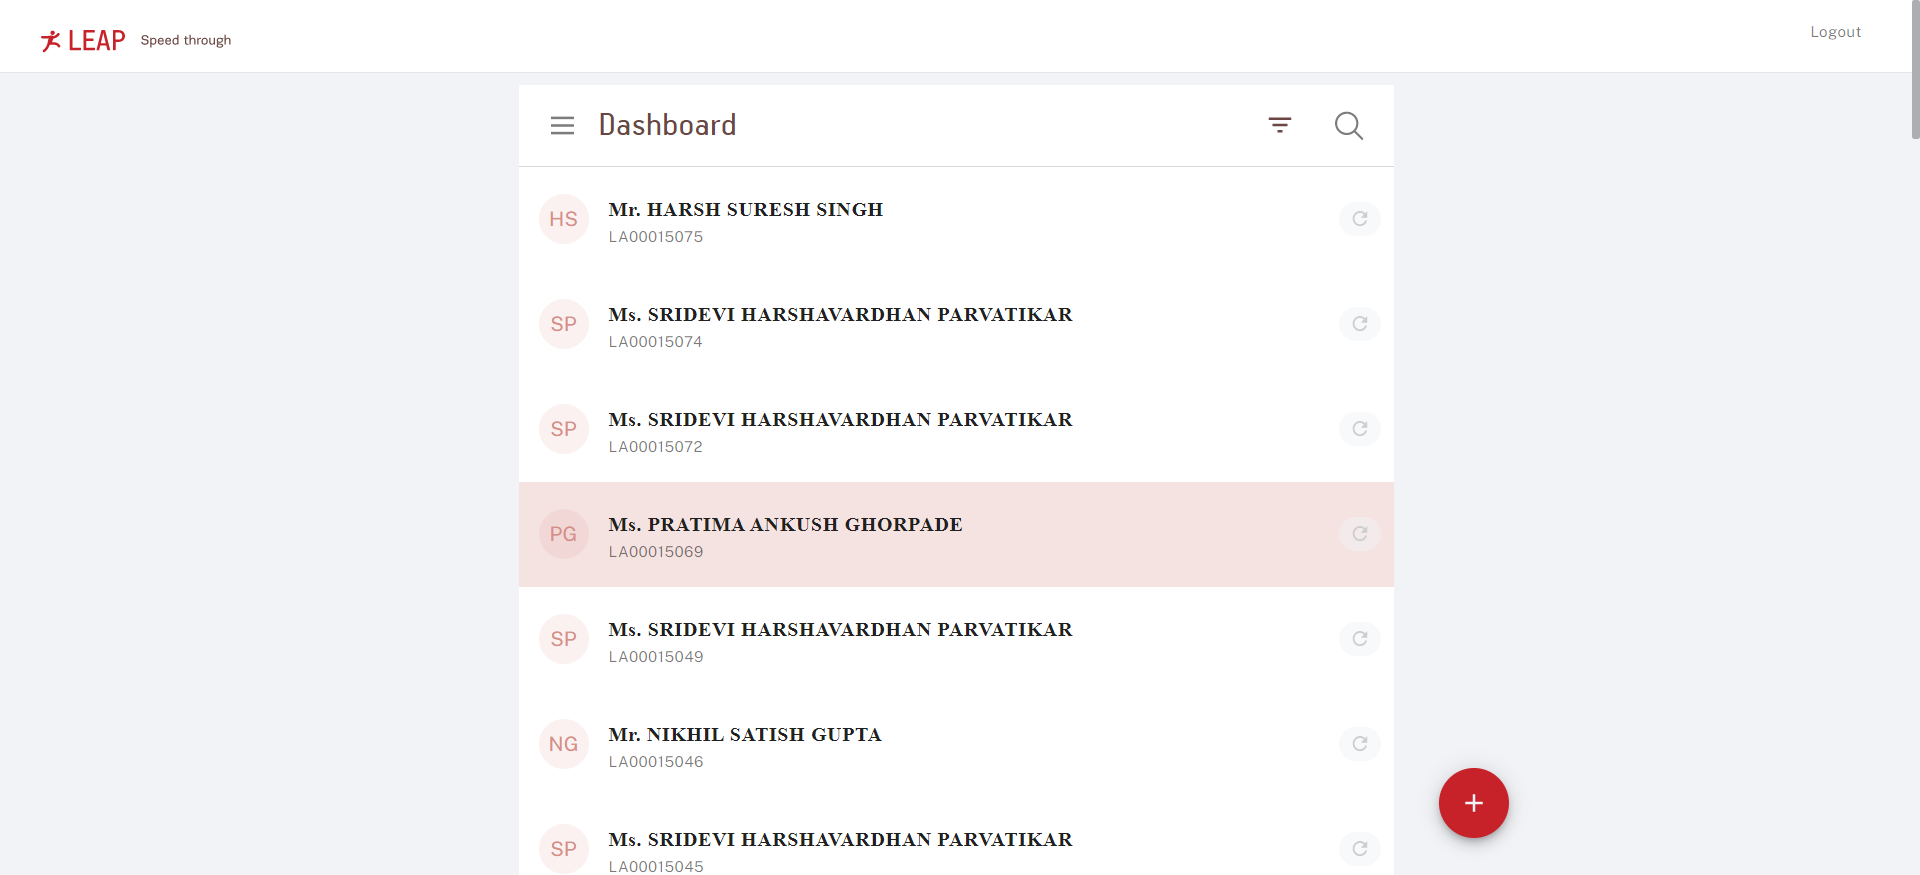 LEAP Speed through
Logout
Dashboard
HS
Mr. HARSH SURESH SINGH
LA00015075
SP
Ms. SRIDEVI HARSHAVARDHAN PARVATIKAR
LA00015074
SP
Ms. SRIDEVI HARSHAVARDHAN PARVATIKAR
LA00015072
PG
Ms. PRATIMA ANKUSH GHORPADE
LA00015069
SP
Ms. SRIDEVI HARSHAVARDHAN PARVATIKAR
LA00015049
NG
Mr. NIKHIL SATISH GUPTA
LA00015046
SP
Ms. SRIDEVI HARSHAVARDHAN PARVATIKAR
LA00015045